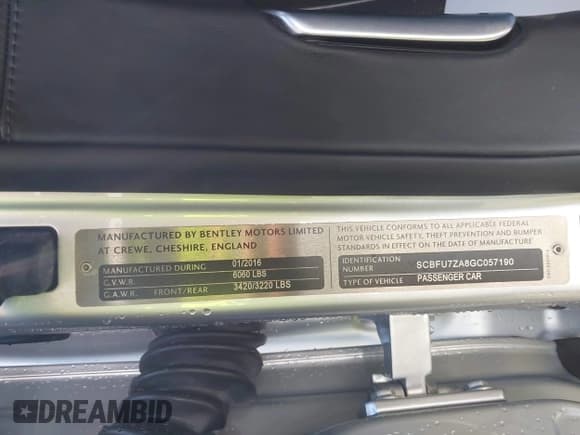 MANUFACTURED BY BENTLEY MOTORS LIMITED
AT CREWE, CHESHIRE, ENGLAND
MANUFACTURED DURING 01/2016
G.V.W.R. 6060 LBS
G.A.W.R. FRONT/REAR 3420/3220 LBS
THIS VEHICLE CONFORMS TO ALL APPLICABLE FEDERAL
MOTOR VEHICLE SAFETY, THEFT PREVENTION AND BUMPER
STANDARDS IN EFFECT ON THE DATE OF MANUFACTURE
IDENTIFICATION
NUMBER SCBFU7ZA8GC057190
TYPE OF VEHICLE PASSENGER CAR
DREAMBID